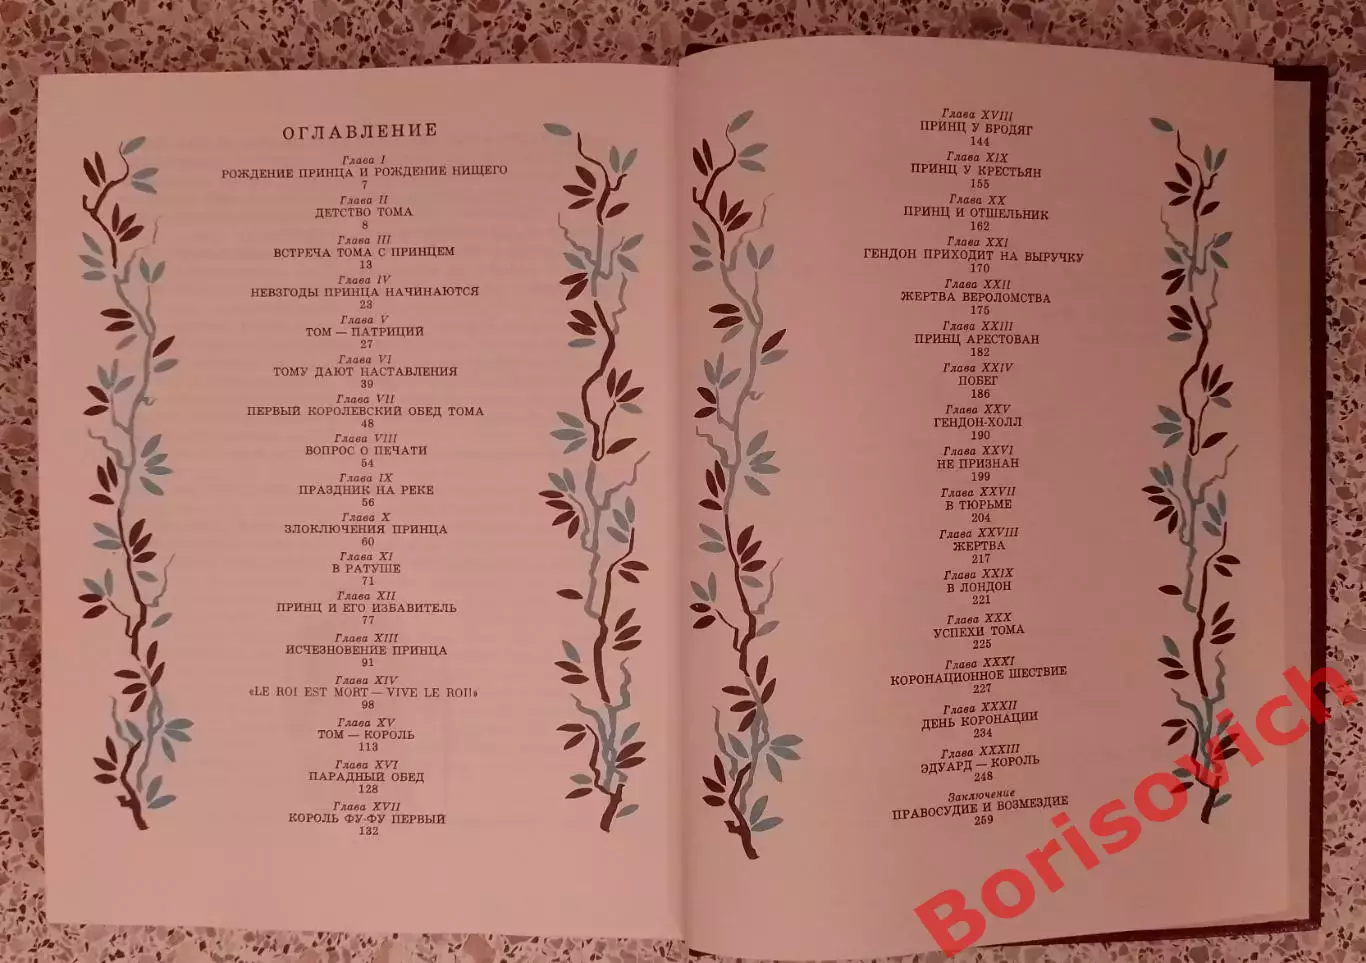 ОГЛАВЛЕНИЕ
Глава I
РОЖДЕНИЕ ПРИНЦА И РОЖДЕНИЕ НИЩЕГО
7
Глава II
ДЕТСТВО ТОМА
8
Глава III
ВСТРЕЧА ТОМА С ПРИНЦЕМ
13
Глава IV
НЕВЗГОДЫ ПРИНЦА НАЧИНАЮТСЯ
23
Глава V
ТОМ — ПАТРИЦИЙ
27
Глава VI
ТОМУ ДАЮТ НАСТАВЛЕНИЯ
39
Глава VII
ПЕРВЫЙ КОРОЛЕВСКИЙ ОБЕД ТОМА
48
Глава VIII
ВОПРОС О ПЕЧАТИ
54
Глава IX
ПРАЗДНИК НА РЕКЕ
56
Глава X
ЗЛОКЛЮЧЕНИЯ ПРИНЦА
60
Глава XI
В РАТУШЕ
71
Глава XII
ПРИНЦ И ЕГО ИЗБАВИТЕЛЬ
77
Глава XIII
ИСЧЕЗНОВЕНИЕ ПРИНЦА
91
Глава XIV
«LE ROI EST MORT — VIVE LE ROI!»
98
Глава XV
ТОМ — КОРОЛЬ
113
Глава XVI
ПАРАДНЫЙ ОБЕД
128
Глава XVII
КОРОЛЬ ФУ-ФУ ПЕРВЫЙ
132
Глава XVIII
ПРИНЦ У БРОДЯГ
144
Глава XIX
ПРИНЦ У КРЕСТЬЯН
155
Глава XX
ПРИНЦ И ОТШЕЛЬНИК
162
Глава XXI
ГЕНДОН ПРИХОДИТ НА ВЫРУЧКУ
170
Глава XXII
ЖЕРТВА ВЕРОЛОМСТВА
175
Глава XXIII
ПРИНЦ АРЕСТОВАН
182
Глава XXIV
ПОБЕГ
186
Глава XXV
ГЕНДОН-ХОЛЛ
190
Глава XXVI
НЕ ПРИЗНАН
199
Глава XXVII
В ТЮРЬМЕ
204
Глава XXVIII
ЖЕРТВА
217
Глава XXIX
В ЛОНДОН
221
Глава XXX
УСПЕХИ ТОМА
225
Глава XXXI
КОРОНАЦИОННОЕ ШЕСТВИЕ
227
Глава XXXII
ДЕНЬ КОРОНАЦИИ
234
Глава XXXIII
ЭДУАРД — КОРОЛЬ
248
Заключение
ПРАВОСУДИЕ И ВОЗМЕЗДИЕ
259
Borisovich